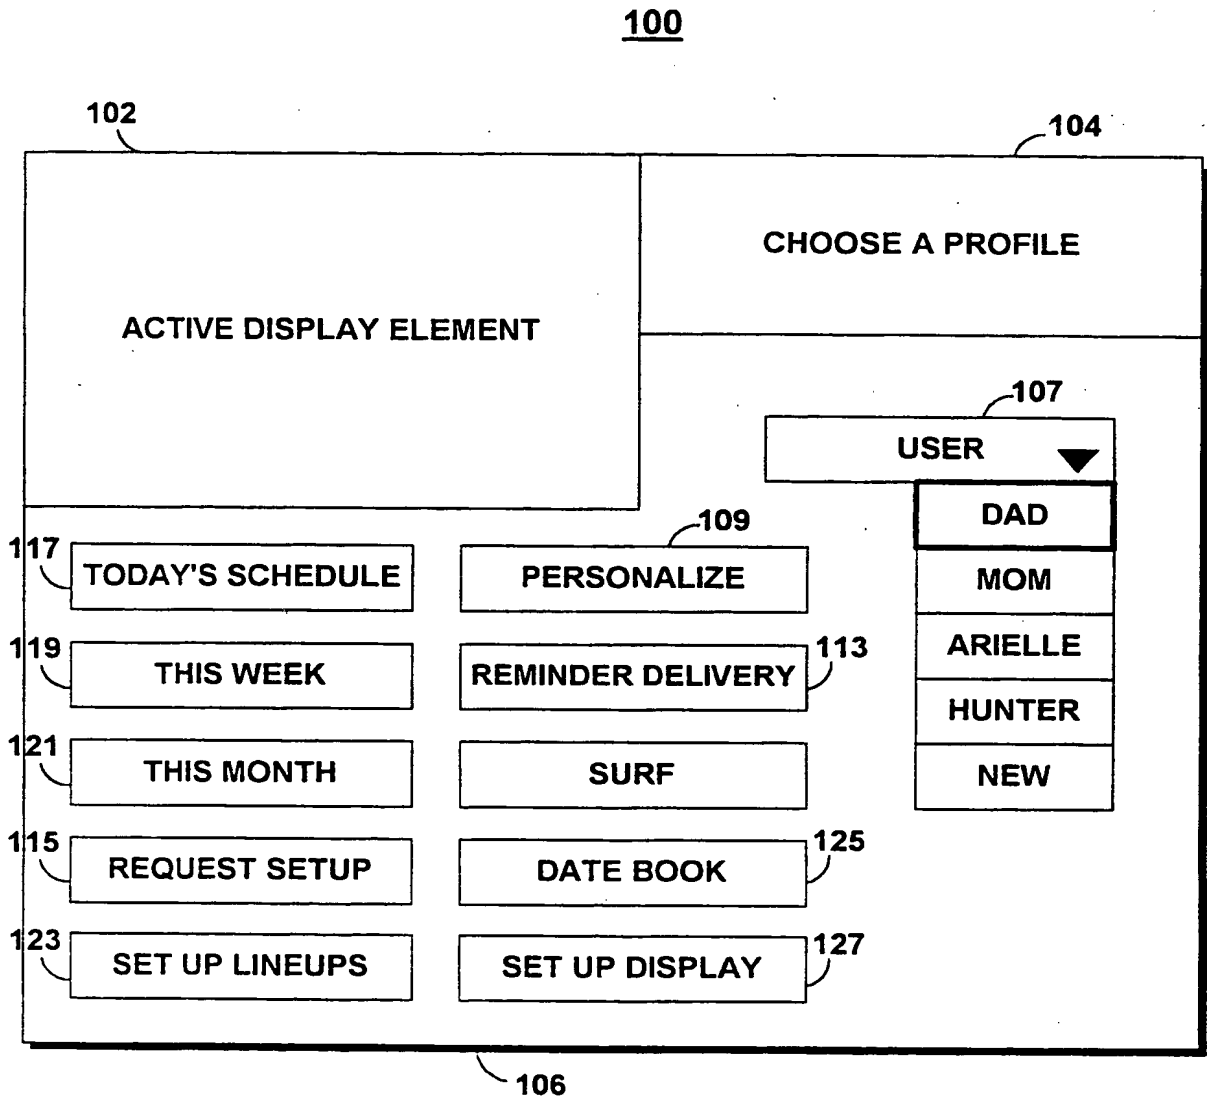 100
102
104
CHOOSE A PROFILE
ACTIVE DISPLAY ELEMENT
107
USER
DAD
MOM
ARIELLE
HUNTER
NEW
109
117
TODAY'S SCHEDULE
PERSONALIZE
119
THIS WEEK
REMINDER DELIVERY
113
121
THIS MONTH
SURF
115
REQUEST SETUP
DATE BOOK
125
123
SET UP LINEUPS
SET UP DISPLAY
127
106